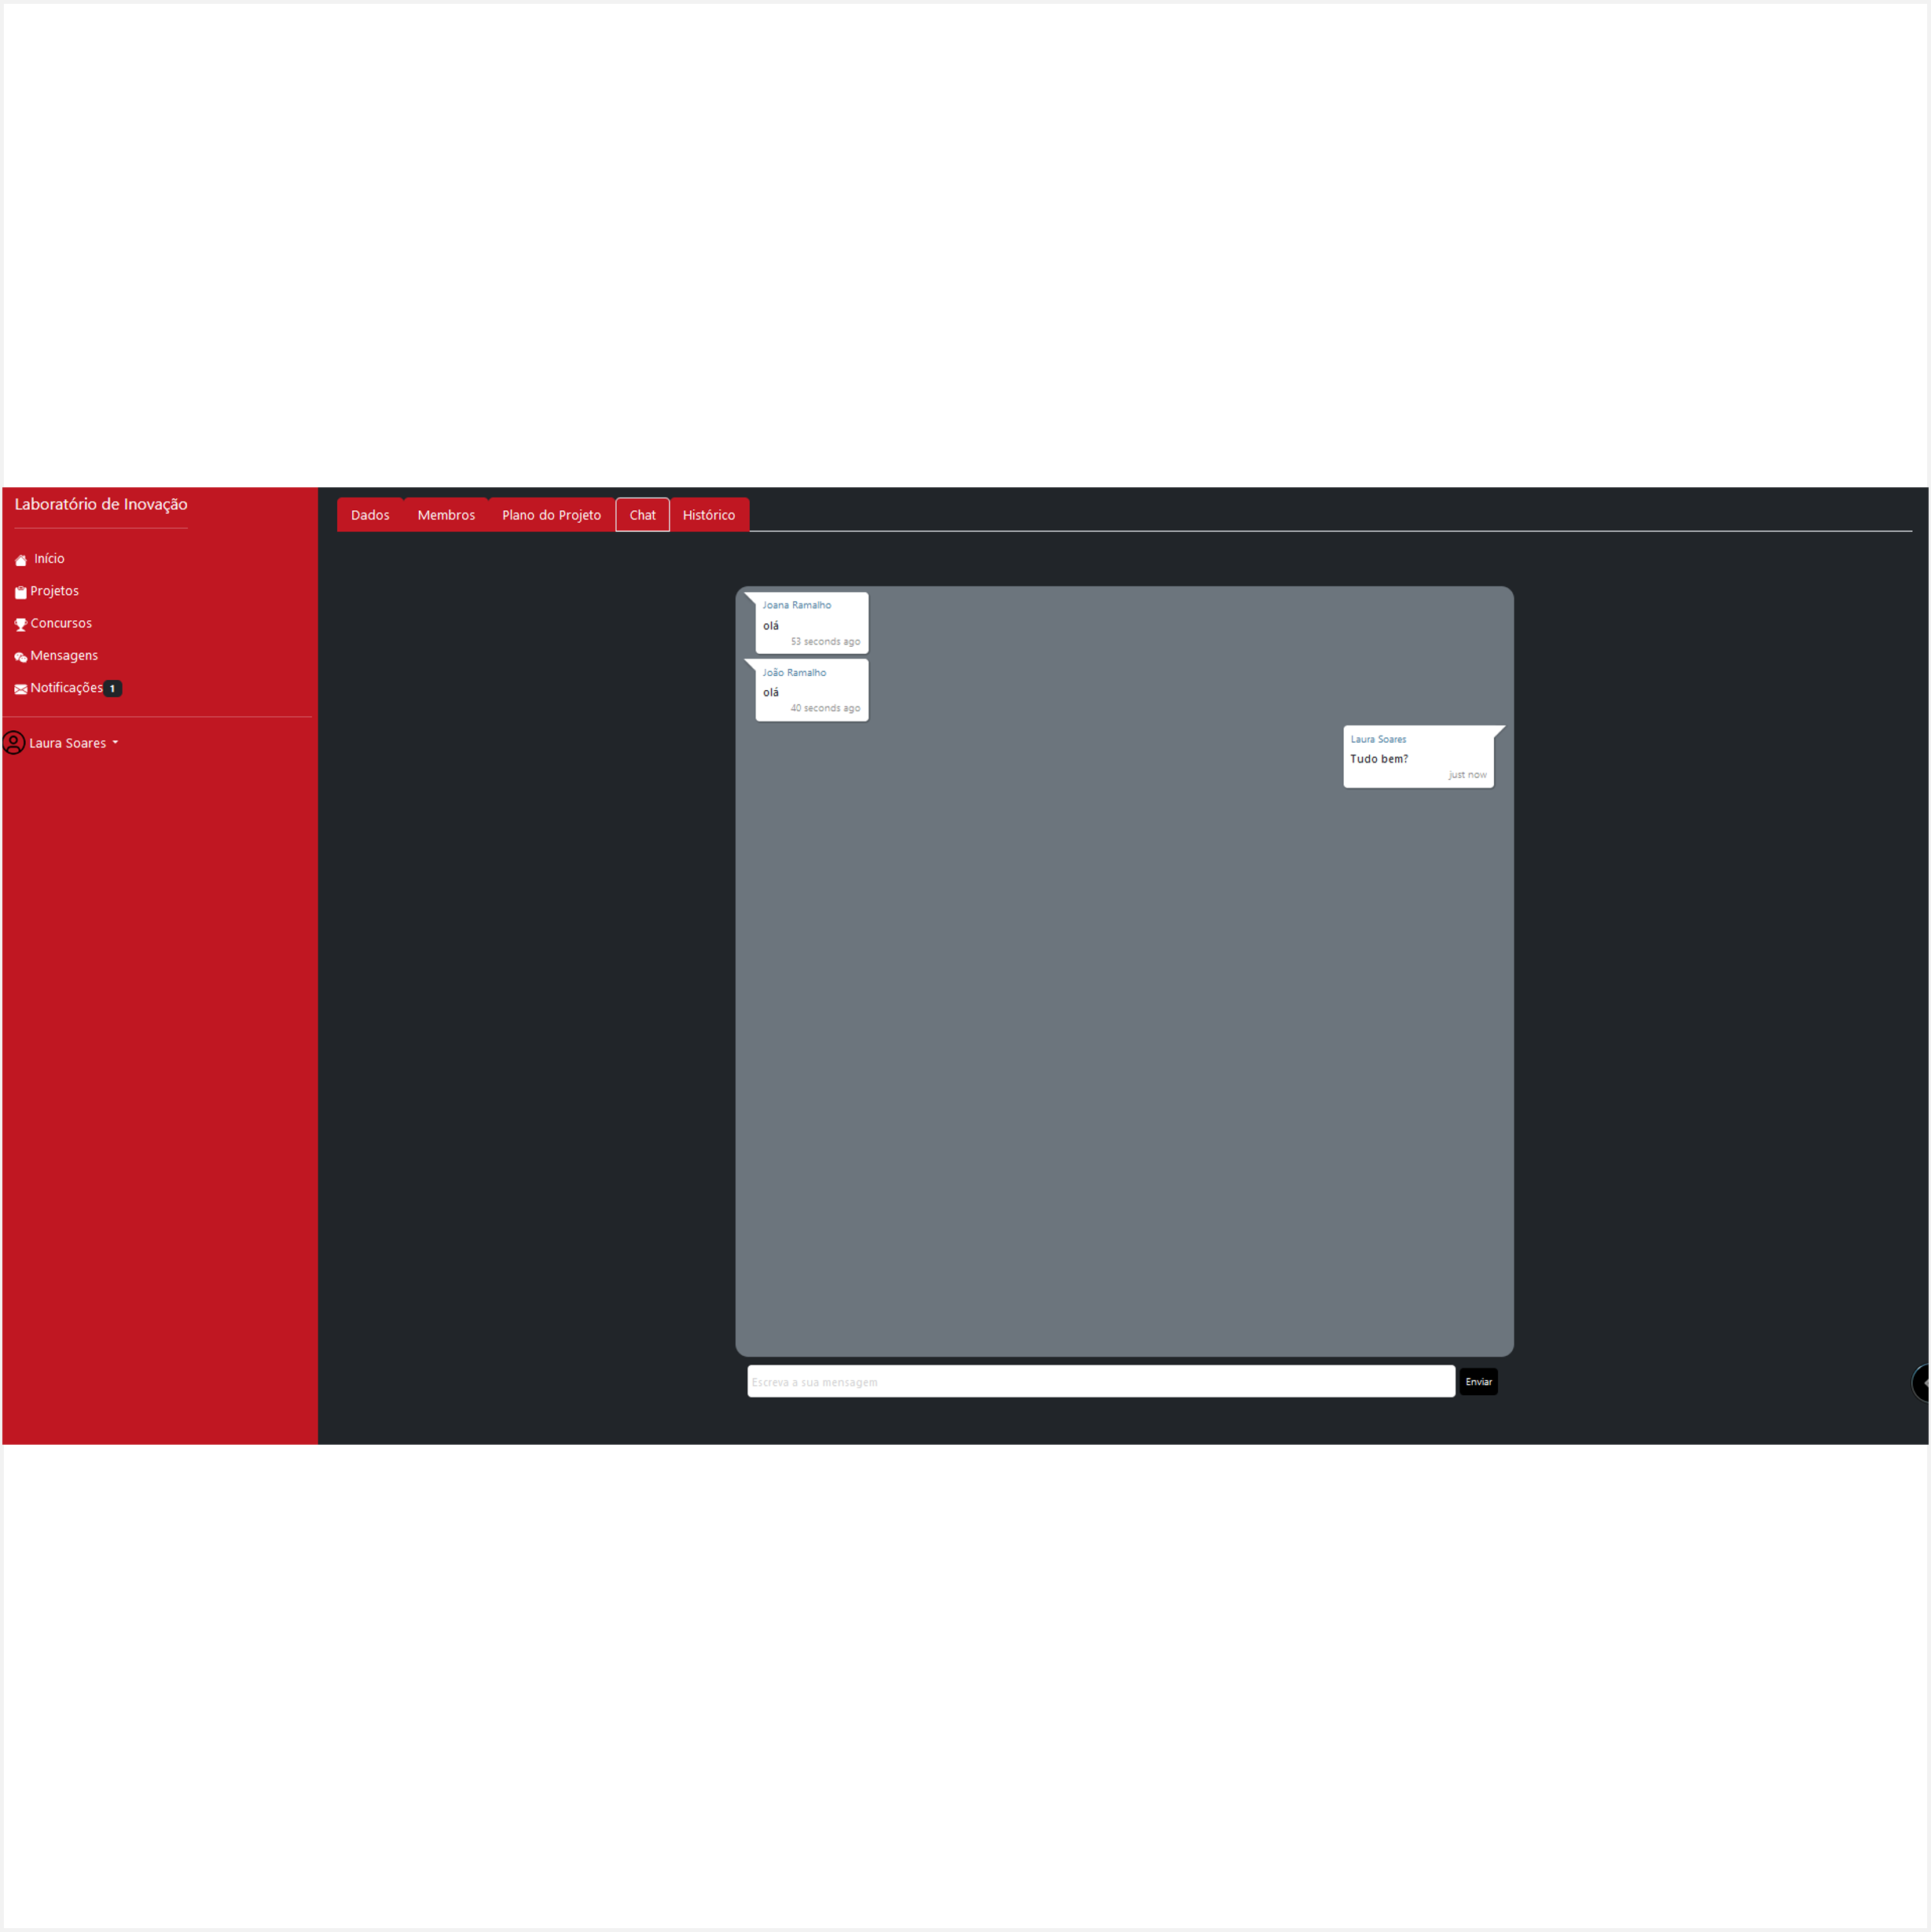 Laboratório de Inovação
Início
Projetos
Concursos
Mensagens
Notificações 1
Laura Soares
Dados Membros Plano do Projeto Chat Histórico
Joana Ramalho
olá
53 seconds ago
João Ramalho
olá
40 seconds ago
Laura Soares
Tudo bem?
just now
Escreva a sua mensagem
Enviar